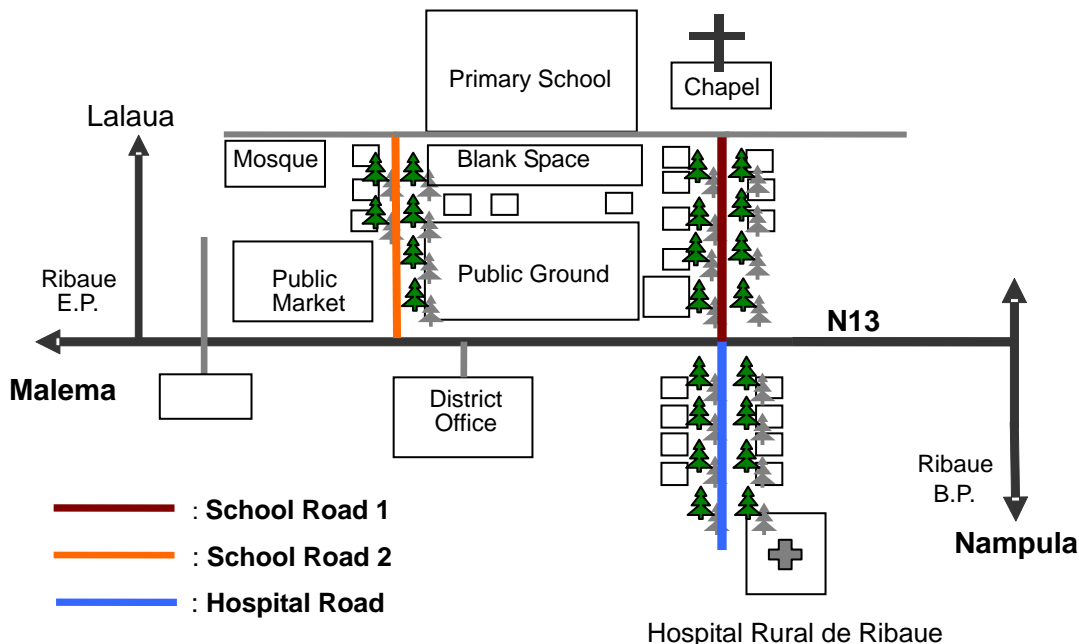 Primary School
Chapel
Lalaua
Mosque
Blank Space
Ribaue
E.P.
Public
Market
Public Ground
N13
Malema
District
Office
Ribaue
B.P.
Nampula
: School Road 1
: School Road 2
: Hospital Road
Hospital Rural de Ribaue